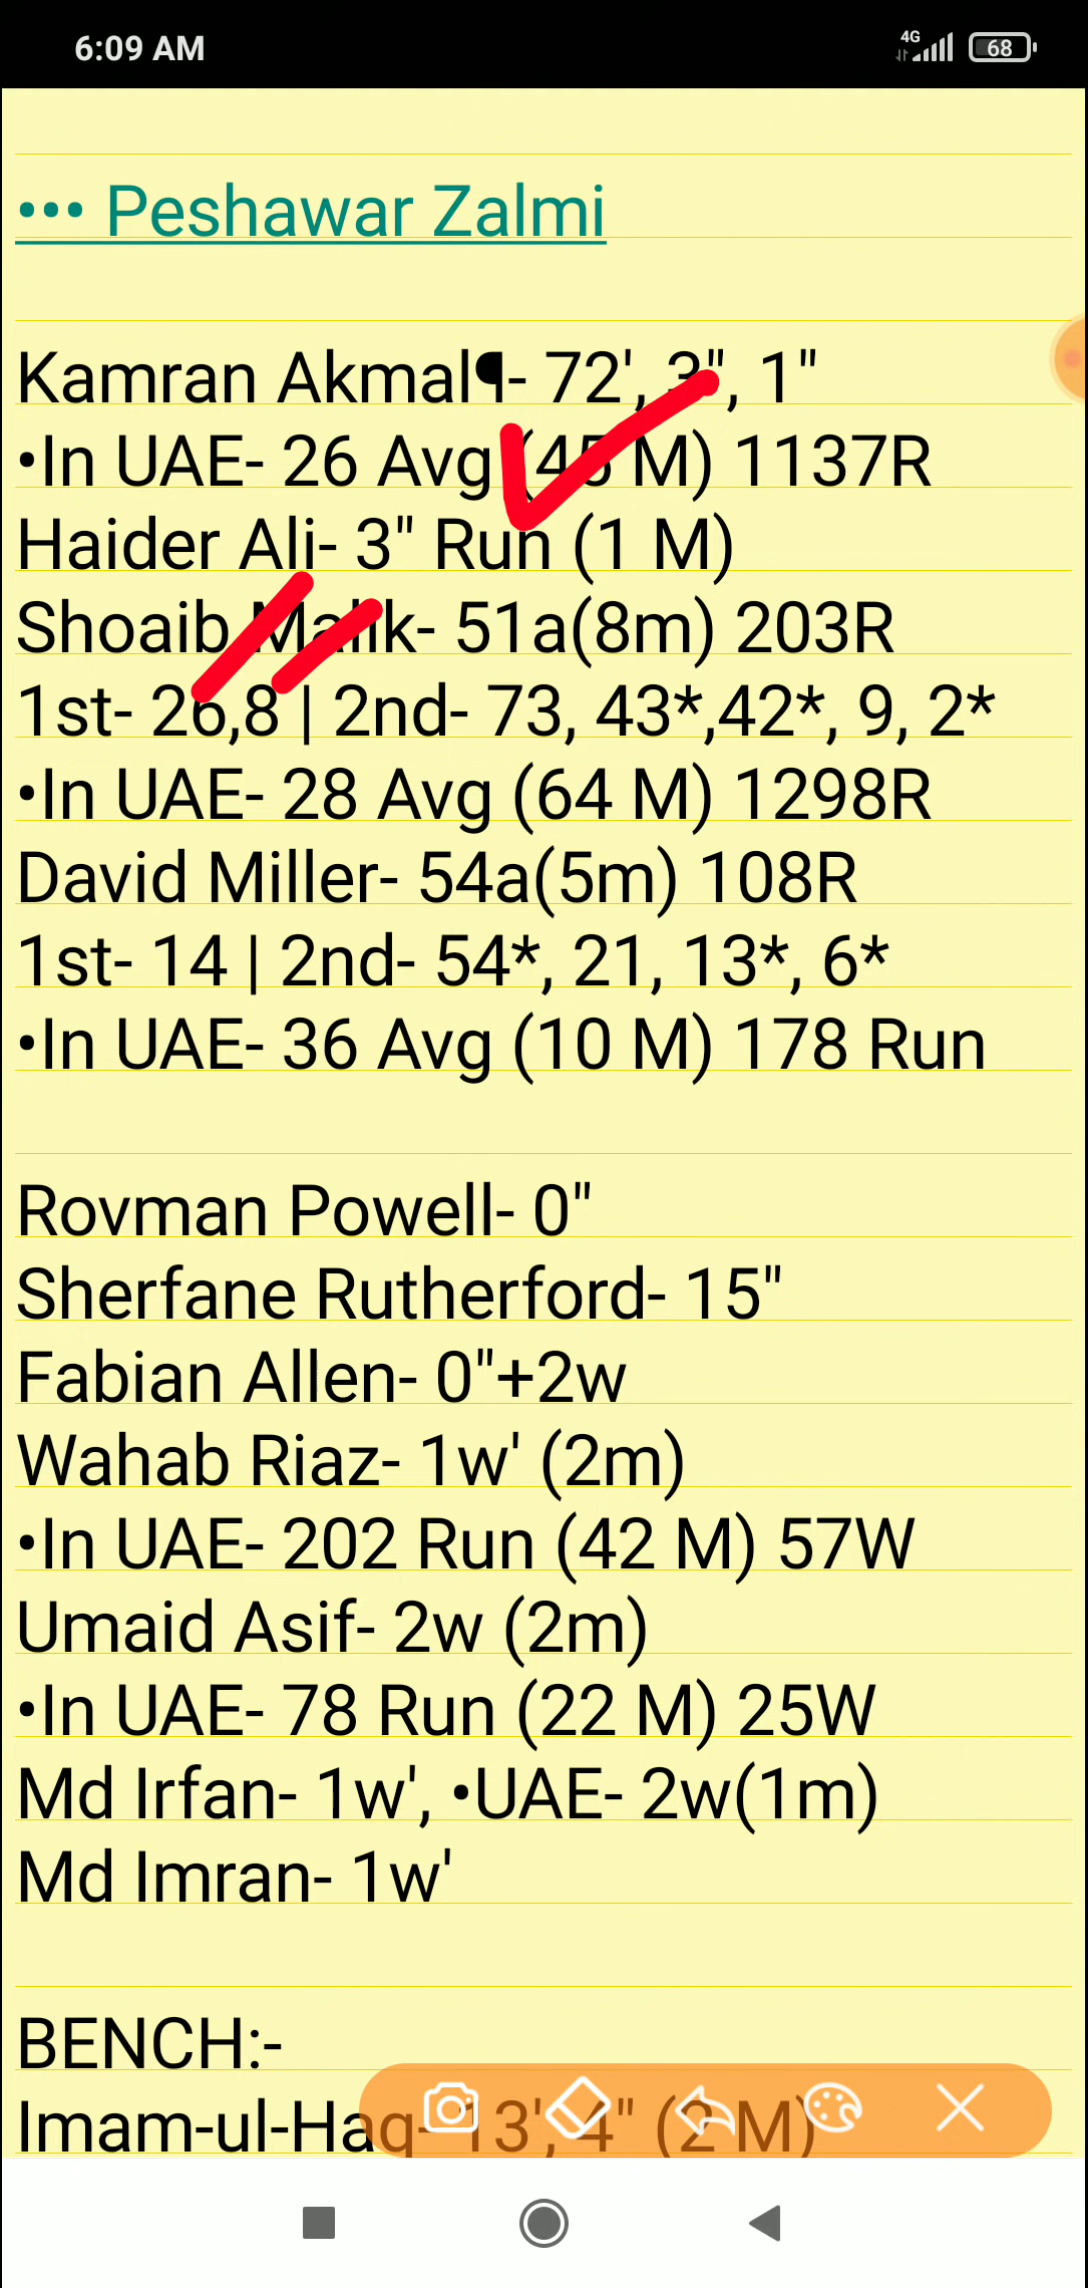 6:09 AM
4G
68
••• Peshawar Zalmi
Kamran Akmal¶- 72', 3", 1"
•In UAE- 26 Avg (45 M) 1137R
Haider Ali- 3" Run (1 M)
Shoaib Malik- 51a(8m) 203R
1st- 26,8 | 2nd- 73, 43*,42*, 9, 2*
•In UAE- 28 Avg (64 M) 1298R
David Miller- 54a(5m) 108R
1st- 14 | 2nd- 54*, 21, 13*, 6*
•In UAE- 36 Avg (10 M) 178 Run
Rovman Powell- 0"
Sherfane Rutherford- 15"
Fabian Allen- 0"+2w
Wahab Riaz- 1w' (2m)
•In UAE- 202 Run (42 M) 57W
Umaid Asif- 2w (2m)
•In UAE- 78 Run (22 M) 25W
Md Irfan- 1w', •UAE- 2w(1m)
Md Imran- 1w'
BENCH:-
Imam-ul-Haq- 13', 4" (2 M)